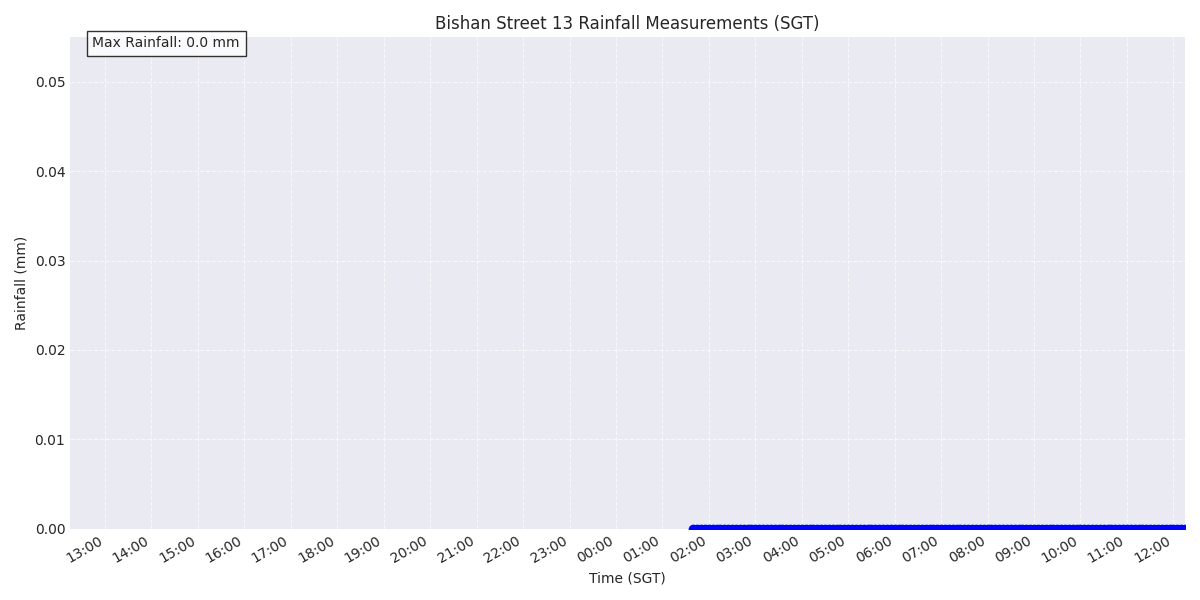 Bishan Street 13 Rainfall Measurements (SGT)
Max Rainfall: 0.0 mm
Rainfall (mm)
0.05
0.04
0.03
0.02
0.01
0.00
13:00 14:00 15:00 16:00 17:00 18:00 19:00 20:00 21:00 22:00 23:00 00:00 01:00 02:00 03:00 04:00 05:00 06:00 07:00 08:00 09:00 10:00 11:00 12:00
Time (SGT)